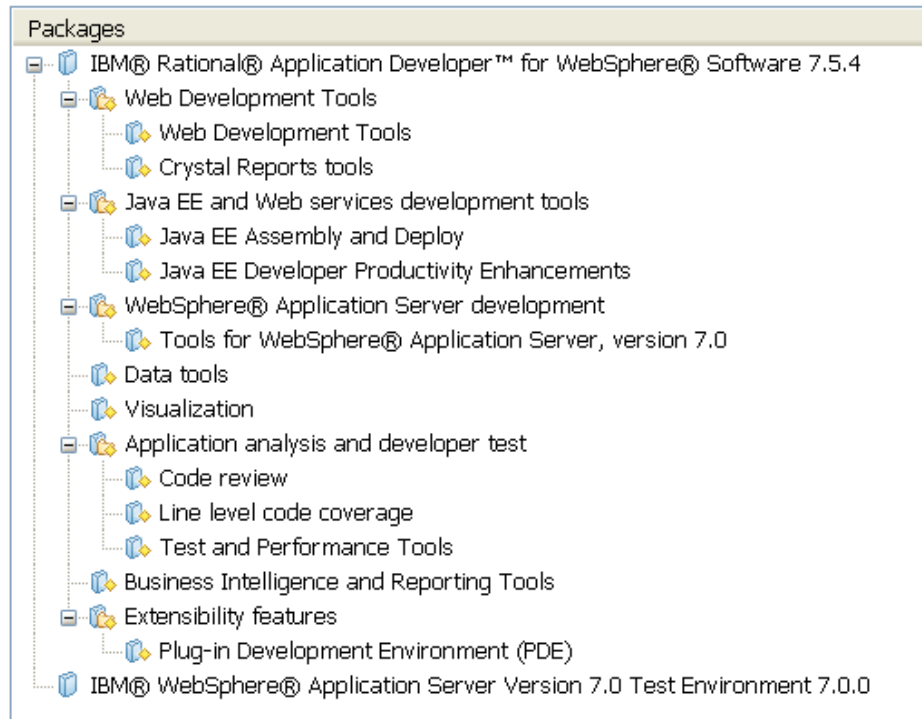 Packages
IBM® Rational® Application Developer™ for WebSphere® Software 7.5.4
Web Development Tools
Web Development Tools
Crystal Reports tools
Java EE and Web services development tools
Java EE Assembly and Deploy
Java EE Developer Productivity Enhancements
WebSphere® Application Server development
Tools for WebSphere® Application Server, version 7.0
Data tools
Visualization
Application analysis and developer test
Code review
Line level code coverage
Test and Performance Tools
Business Intelligence and Reporting Tools
Extensibility features
Plug-in Development Environment (PDE)
IBM® WebSphere® Application Server Version 7.0 Test Environment 7.0.0